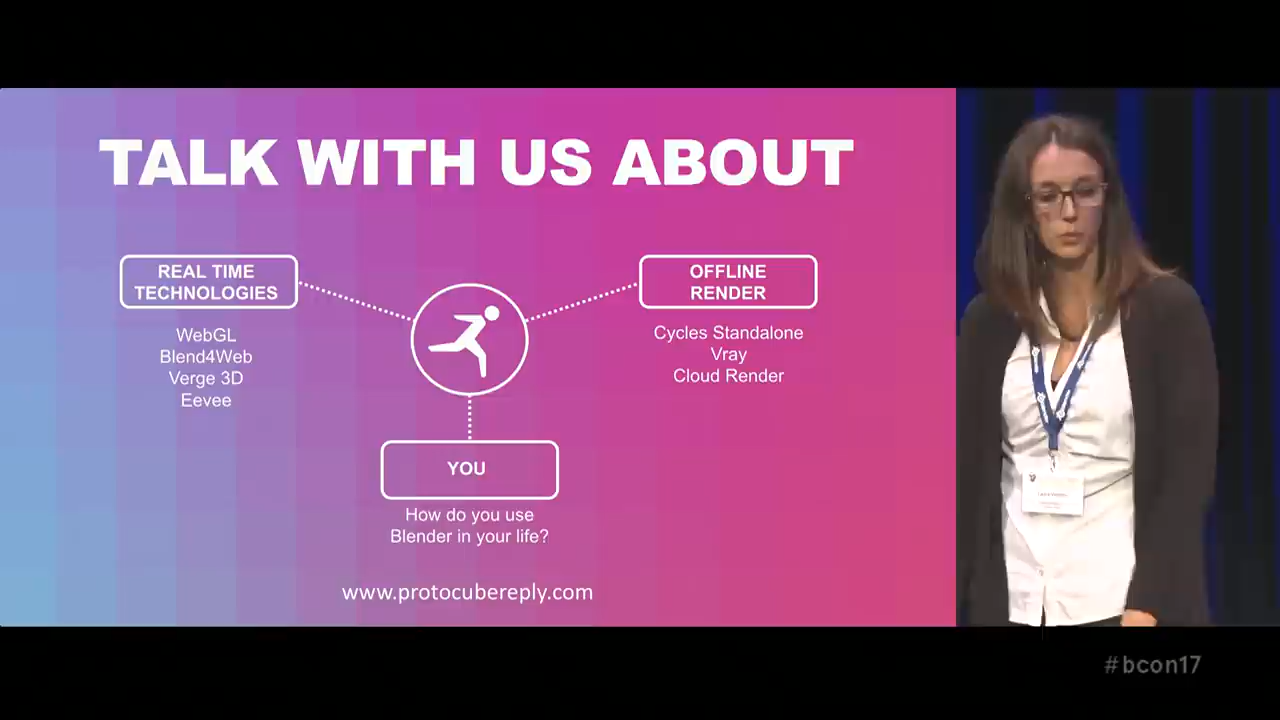 TALK WITH US ABOUT
REAL TIME
TECHNOLOGIES
WebGL
Blend4Web
Verge 3D
Eevee
OFFLINE
RENDER
Cycles Standalone
Vray
Cloud Render
YOU
How do you use
Blender in your life?
www.protocubereply.com
#bcon17